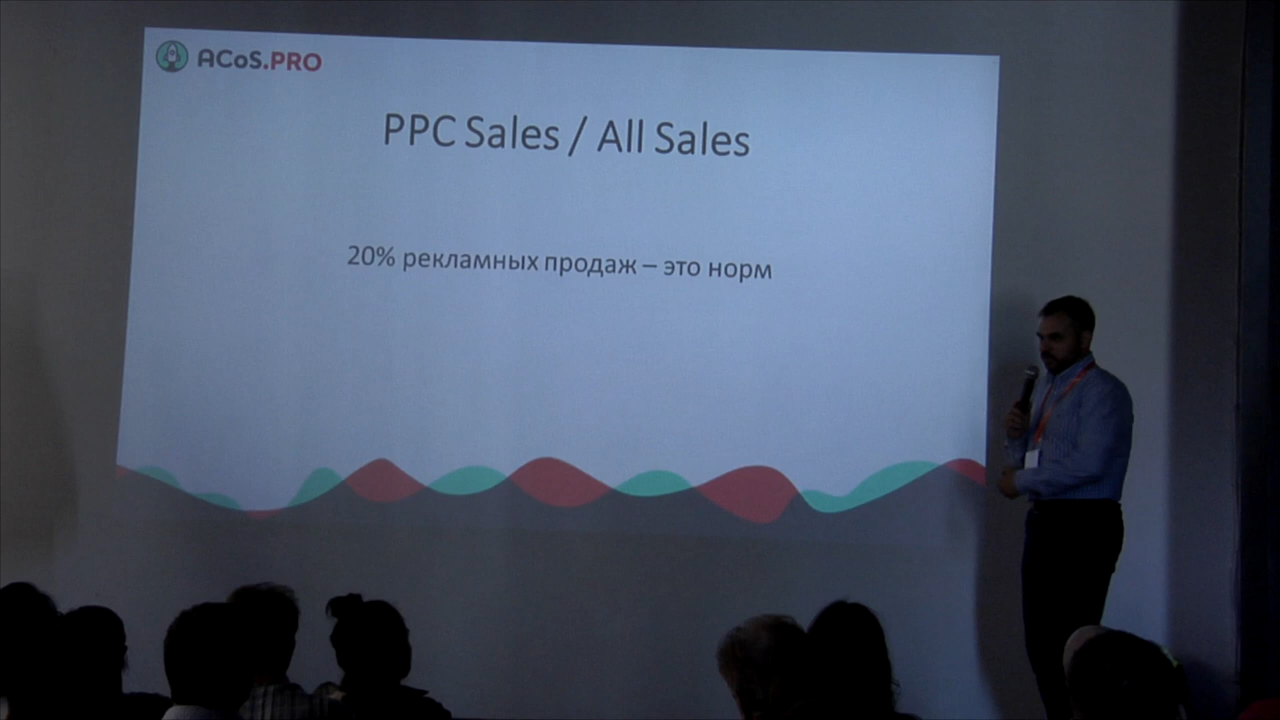 ACoS.PRO
PPC Sales / All Sales
20% рекламных продаж – это норм